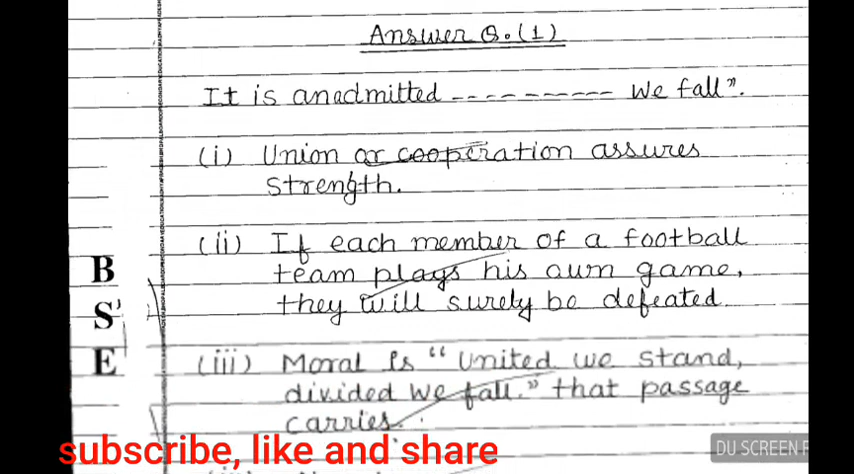 Answer Q.(1)
It is anadmitted ---------- We fall".
(i) Union or cooperation assures
strength.
(ii) If each member of a football
team plays his own game,
they will surely be defeated
(iii) Moral is "United we stand,
divided we fall." that passage
carries.
B
S
E
subscribe, like and share
DU SCREEN